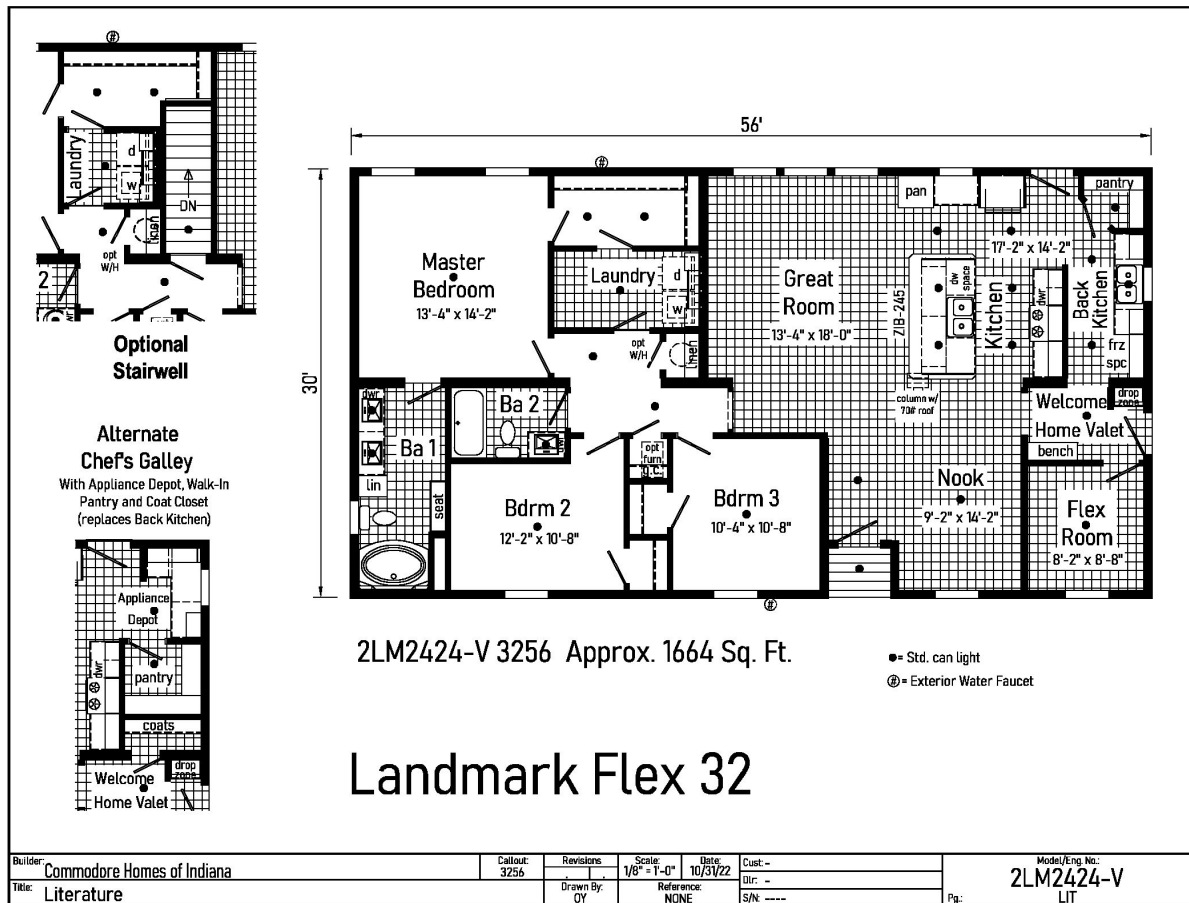 Laundry
d
w
DN
linen
opt
W/H
2
Optional
Stairwell
Alternate
Chef's Galley
With Appliance Depot, Walk-In
Pantry and Coat Closet
(replaces Back Kitchen)
Appliance
Depot
dwr
pantry
coats
drop
zone
Welcome
Home Valet
56'
30'
Master
Bedroom
13'-4" x 14'-2"
Laundry
d
w
opt
W/H
linen
Great
Room
13'-4" x 18'-0"
pan
pantry
17'-2" x 14'-2"
ZIB-245
dw
space
Kitchen
dwr
Back
Kitchen
frz
spc
column w/
70# roof
drop
zone
Welcome
Home Valet
bench
dwr
Ba 1
lin
seat
Ba 2
dwr
opt
furn
g.c.
Bdrm 2
12'-2" x 10'-8"
Bdrm 3
10'-4" x 10'-8"
Nook
9'-2" x 14'-2"
Flex
Room
8'-2" x 8'-8"
2LM2424-V 3256 Approx. 1664 Sq. Ft.
= Std. can light
# = Exterior Water Faucet
Landmark Flex 32
Builder: Commodore Homes of Indiana
Title: Literature
Callout:
3256
Revisions
Scale:
1/8" = 1'-0"
Date:
10/31/22
Drawn By:
OY
Reference:
NONE
Cust: -
Dlr: -
S/N: ----
Model/Eng. No.:
2LM2424-V
Pg.: LIT